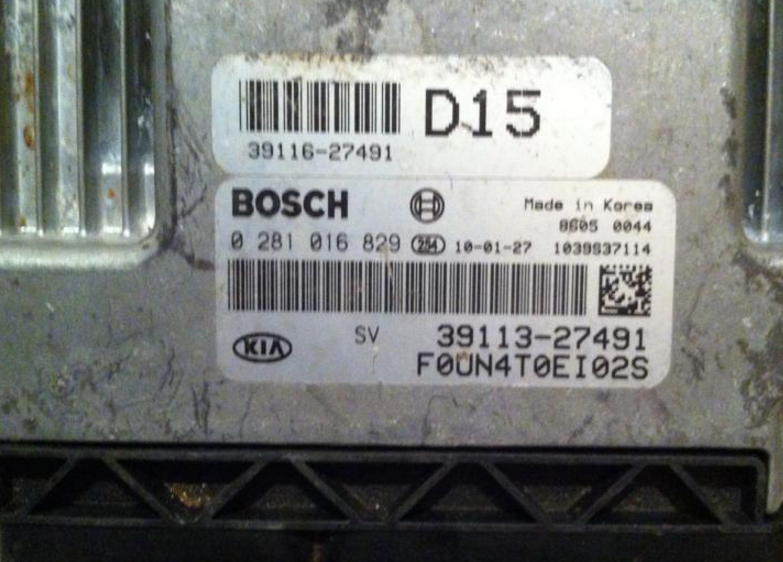 D15
39116-27491
BOSCH
Made in Korea
8605 0044
0 281 016 829 254 10-01-27 1039S37114
KIA SV 39113-27491
F0UN4T0EI02S